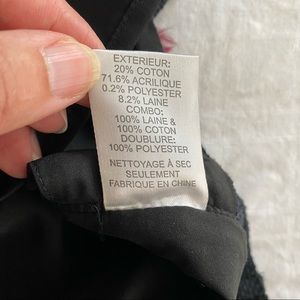 EXTERIEUR:
20% COTON
71.6% ACRILIQUE
0.2% POLYESTER
8.2% LAINE
COMBO:
100% LAINE &
100% COTON
DOUBLURE:
100% POLYESTER
NETTOYAGE À SEC
SEULEMENT
FABRIQUE EN CHINE